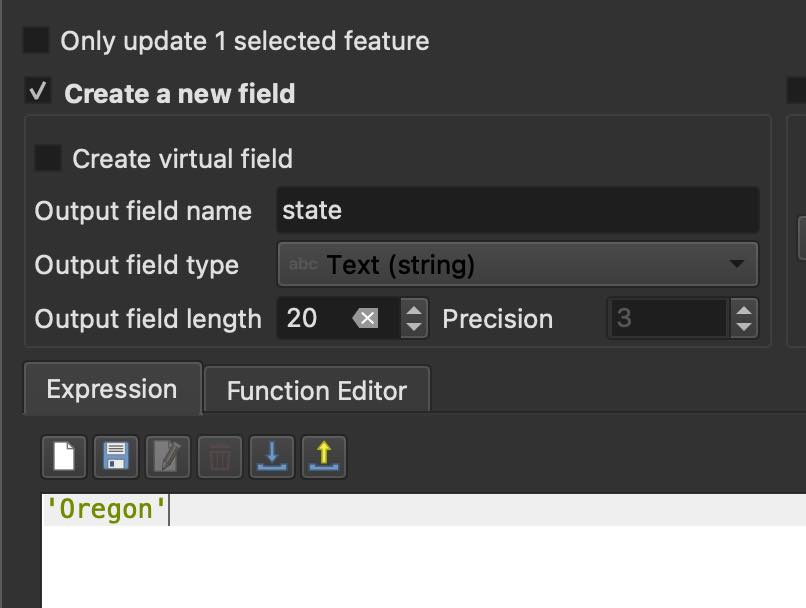 Only update 1 selected feature
Create a new field
Create virtual field
Output field name state
Output field type abc Text (string)
Output field length 20 Precision 3
Expression Function Editor
'Oregon'